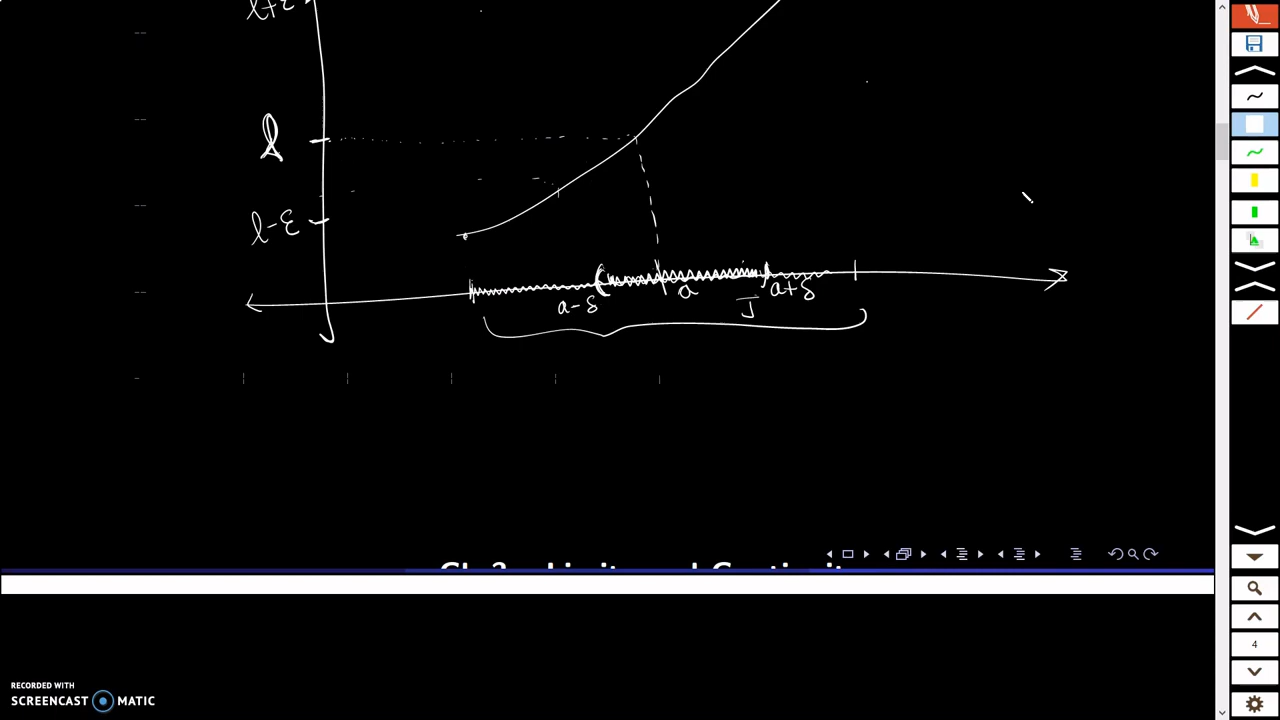 l+ε
l
l-ε
a-δ
a
J
a+δ
4
RECORDED WITH
SCREENCAST MATIC